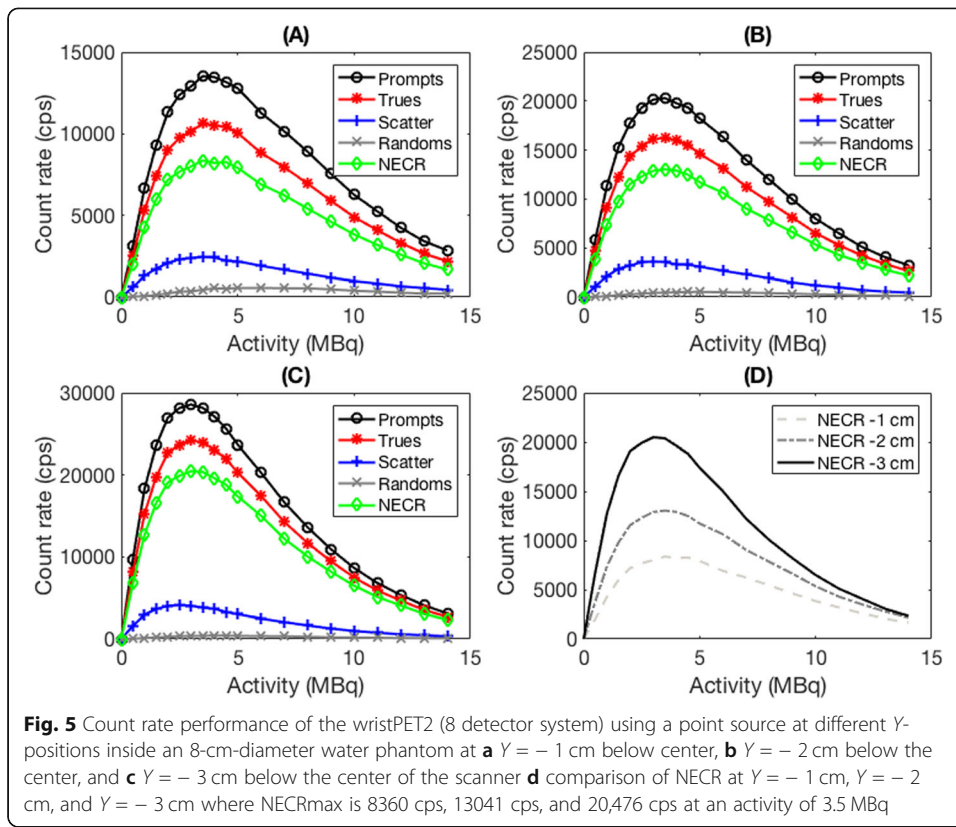 (A)
15000
10000
5000
0
Count rate (cps)
Prompts
Trues
Scatter
Randoms
NECR
0 5 10 15
Activity (MBq)
(B)
25000
20000
15000
10000
5000
0
Count rate (cps)
Prompts
Trues
Scatter
Randoms
NECR
0 5 10 15
Activity (MBq)
(C)
30000
20000
10000
0
Count rate (cps)
Prompts
Trues
Scatter
Randoms
NECR
0 5 10 15
Activity (MBq)
(D)
25000
20000
15000
10000
5000
0
Count rate (cps)
NECR -1 cm
NECR -2 cm
NECR -3 cm
0 5 10 15
Activity (MBq)
Fig. 5 Count rate performance of the wristPET2 (8 detector system) using a point source at different Y-
positions inside an 8-cm-diameter water phantom at a Y = − 1 cm below center, b Y = − 2 cm below the
center, and c Y = − 3 cm below the center of the scanner d comparison of NECR at Y = − 1 cm, Y = − 2
cm, and Y = − 3 cm where NECRmax is 8360 cps, 13041 cps, and 20,476 cps at an activity of 3.5 MBq